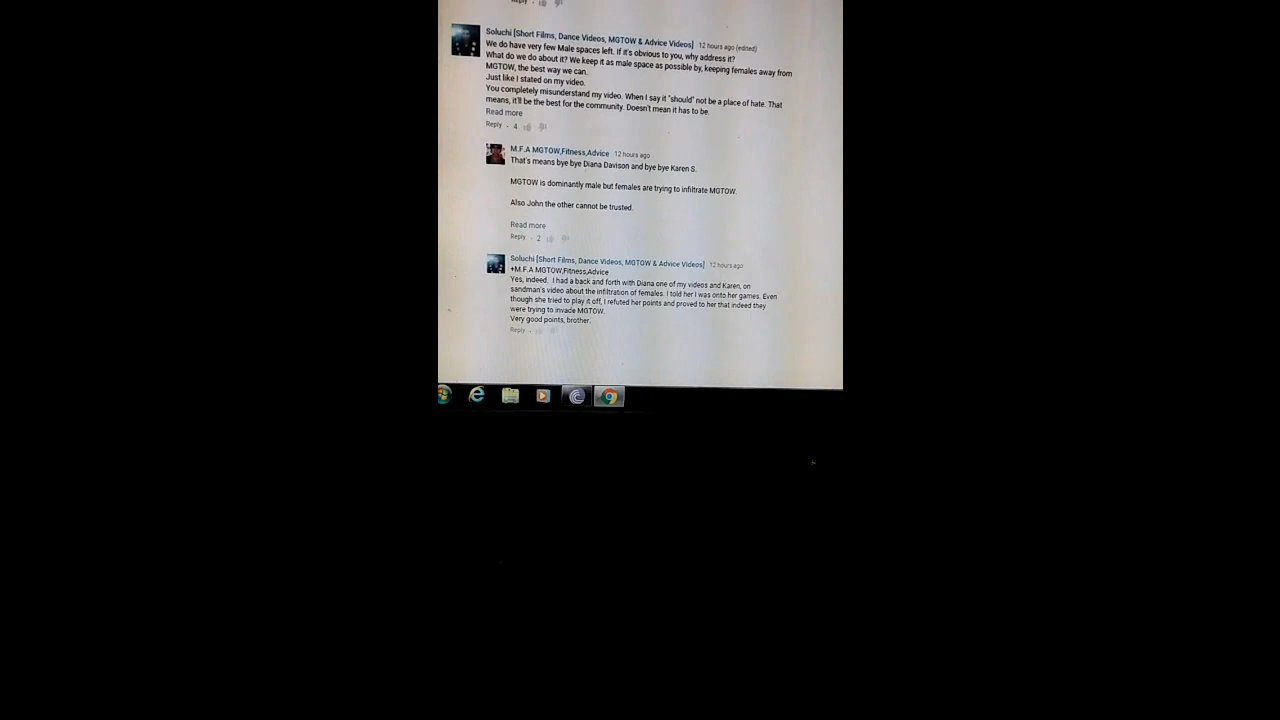 Reply
Soluchi [Short Films, Dance Videos, MGTOW & Advice Videos] 12 hours ago (edited)
We do have very few Male spaces left. If it's obvious to you, why address it?
What do we do about it? We keep it as male space as possible by, keeping females away from
MGTOW, the best way we can.
Just like I stated on my video.
You completely misunderstand my video. When I say it "should" not be a place of hate. That
means, it'll be the best for the community. Doesn't mean it has to be.
Read more
Reply · 4
M.F.A MGTOW,Fitness,Advice 12 hours ago
That's means bye bye Diana Davison and bye bye Karen S.
MGTOW is dominantly male but females are trying to infiltrate MGTOW.
Also John the other cannot be trusted.
Read more
Reply · 2
Soluchi [Short Films, Dance Videos, MGTOW & Advice Videos] 12 hours ago
+M.F.A MGTOW,Fitness,Advice
Yes, indeed. I had a back and forth with Diana one of my videos and Karen, on
sandman's video about the infiltration of females. I told her I was onto her games. Even
though she tried to play it off, I refuted her points and proved to her that indeed they
were trying to invade MGTOW.
Very good points, brother.
Reply